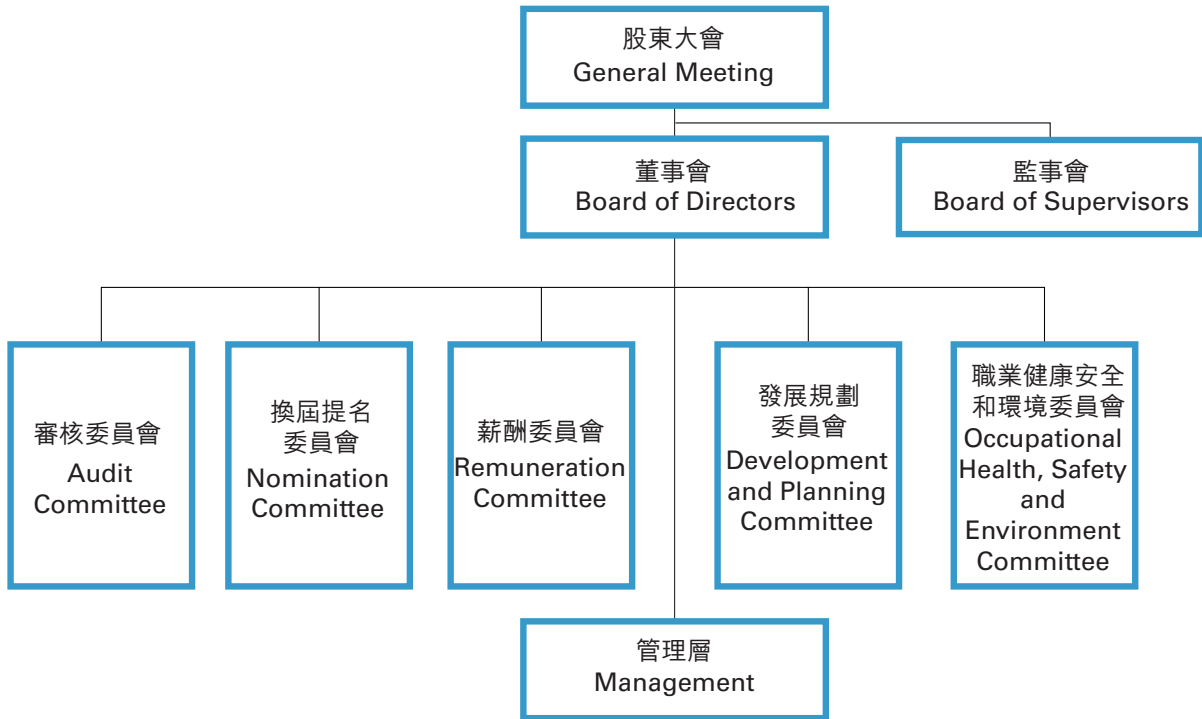 股東大會
General Meeting
董事會
Board of Directors
監事會
Board of Supervisors
審核委員會
Audit
Committee
換屆提名
委員會
Nomination
Committee
薪酬委員會
Remuneration
Committee
發展規劃
委員會
Development
and Planning
Committee
職業健康安全
和環境委員會
Occupational
Health, Safety
and
Environment
Committee
管理層
Management